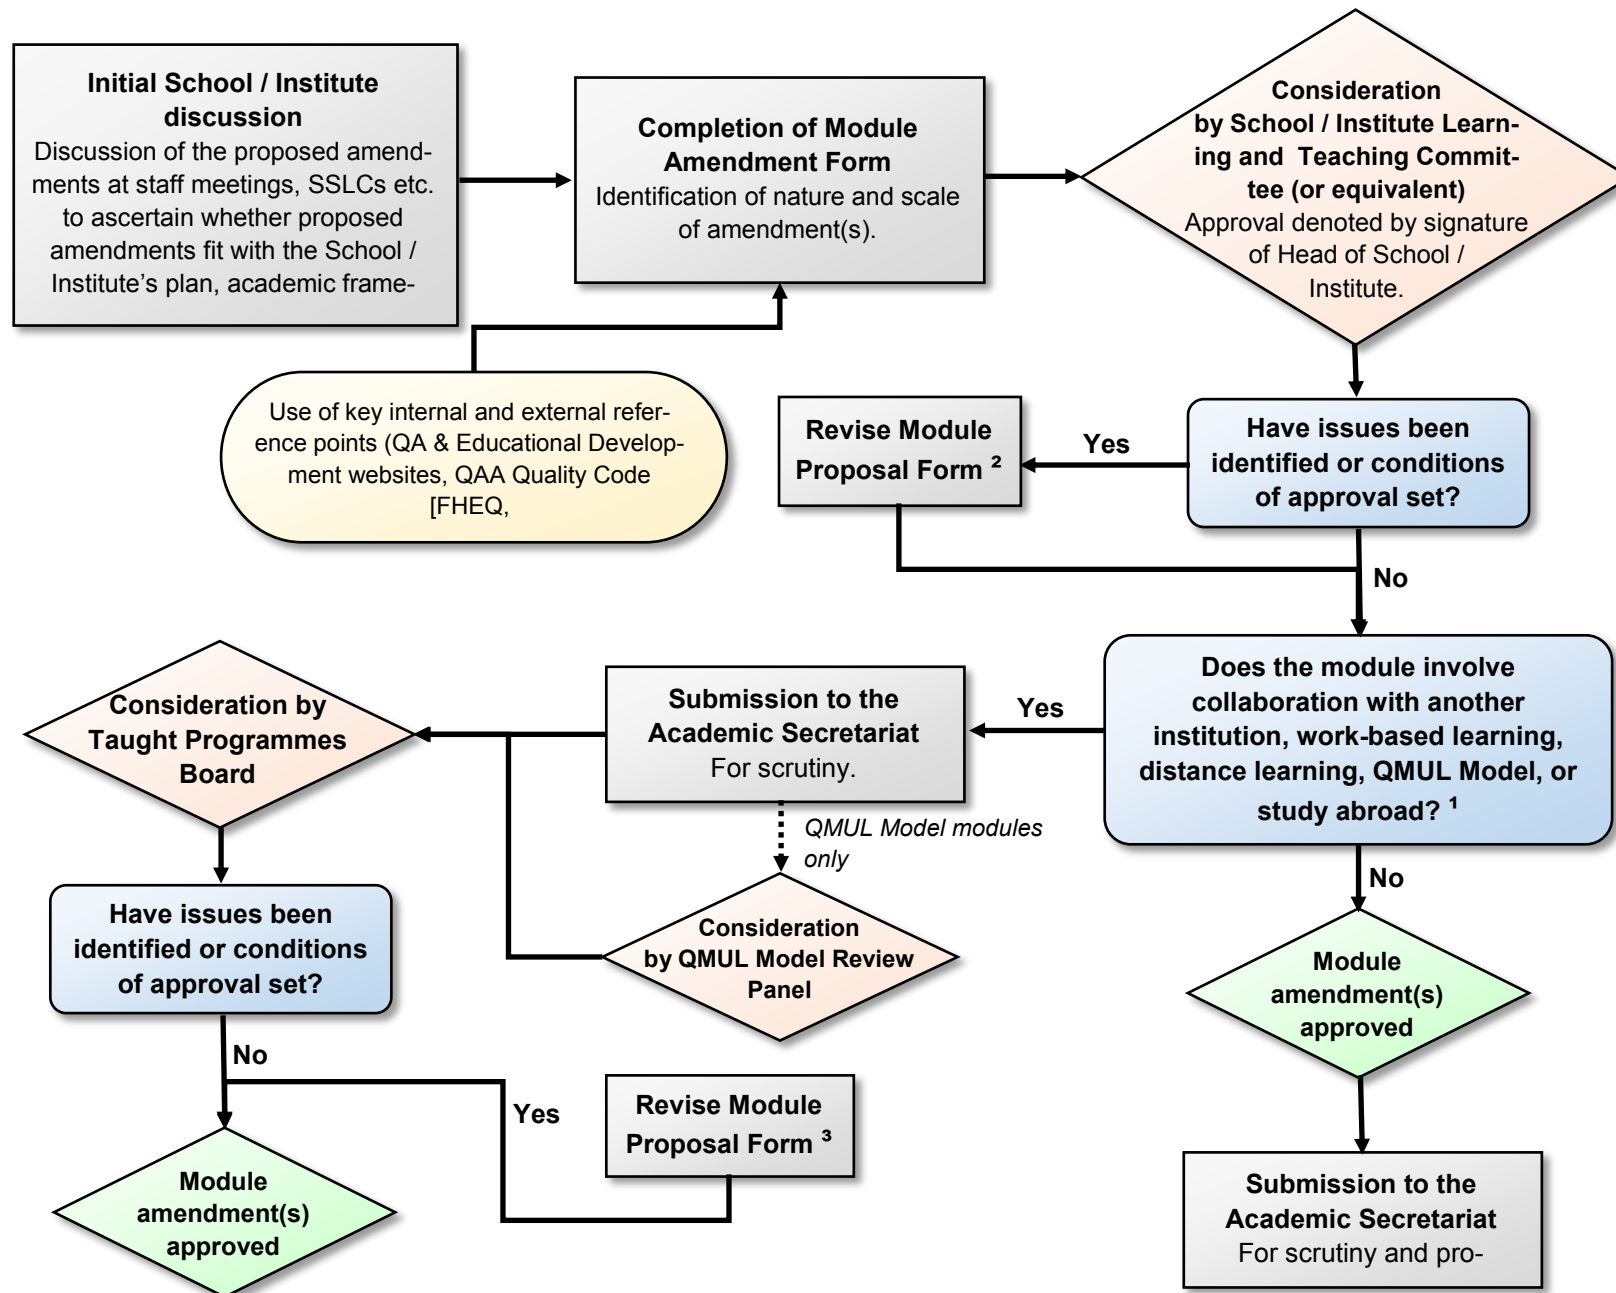 Initial School / Institute
discussion
Discussion of the proposed amend-
ments at staff meetings, SSLCs etc.
to ascertain whether proposed
amendments fit with the School /
Institute’s plan, academic frame-
Completion of Module
Amendment Form
Identification of nature and scale
of amendment(s).
Consideration
by School / Institute Learn-
ing and Teaching Commit-
tee (or equivalent)
Approval denoted by signature
of Head of School /
Institute.
Use of key internal and external refer-
ence points (QA & Educational Develop-
ment websites, QAA Quality Code
[FHEQ,
Revise Module
Proposal Form ²
Yes
Have issues been
identified or conditions
of approval set?
No
Does the module involve
collaboration with another
institution, work-based learning,
distance learning, QMUL Model, or
study abroad? ¹
Yes
Submission to the
Academic Secretariat
For scrutiny.
QMUL Model modules
only
Consideration by
Taught Programmes
Board
Consideration
by QMUL Model Review
Panel
Have issues been
identified or conditions
of approval set?
No
Yes
Revise Module
Proposal Form ³
Module
amendment(s)
approved
No
Module
amendment(s)
approved
Submission to the
Academic Secretariat
For scrutiny and pro-